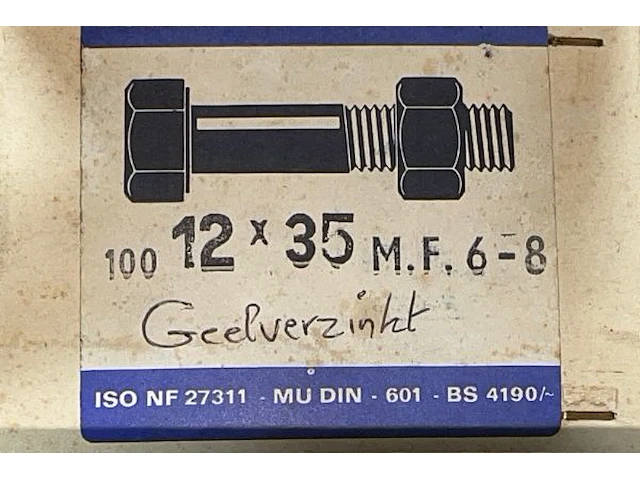 100 12 x 35 M.F. 6-8
Geelverzinkt
ISO NF 27311 - MU DIN - 601 - BS 4190/~